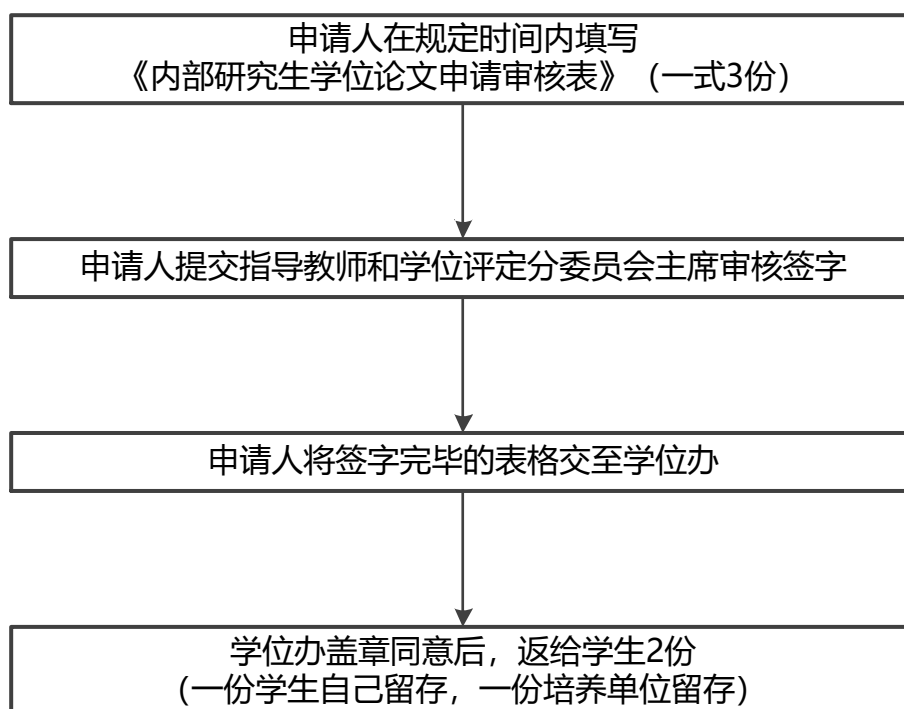 申请人在规定时间内填写
《内部研究生学位论文申请审核表》（一式3份）
申请人提交指导教师和学位评定分委员会主席审核签字
申请人将签字完毕的表格交至学位办
学位办盖章同意后，返给学生2份
（一份学生自己留存，一份培养单位留存）